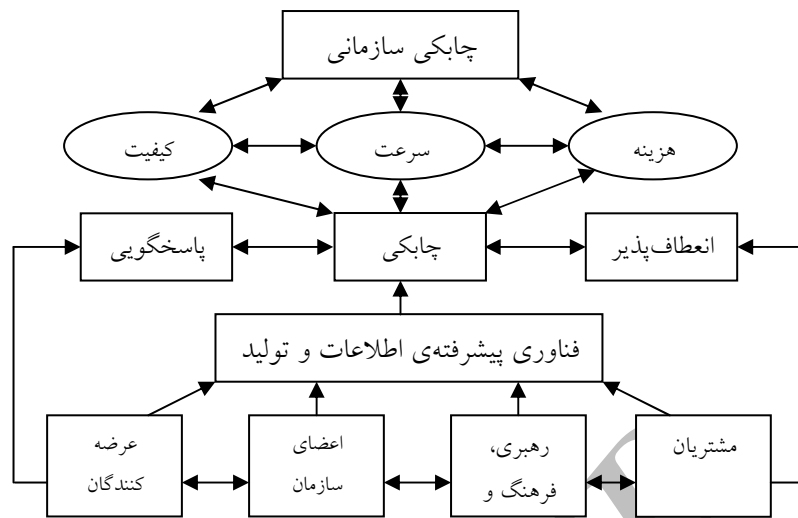 چابکی سازمانی
هزینه
سرعت
کیفیت
انعطاف‌پذیر
چابکی
پاسخگویی
فناوری پیشرفته‌ی اطلاعات و تولید
مشتریان
رهبری،
فرهنگ و
اعضای
سازمان
عرضه
کنندگان